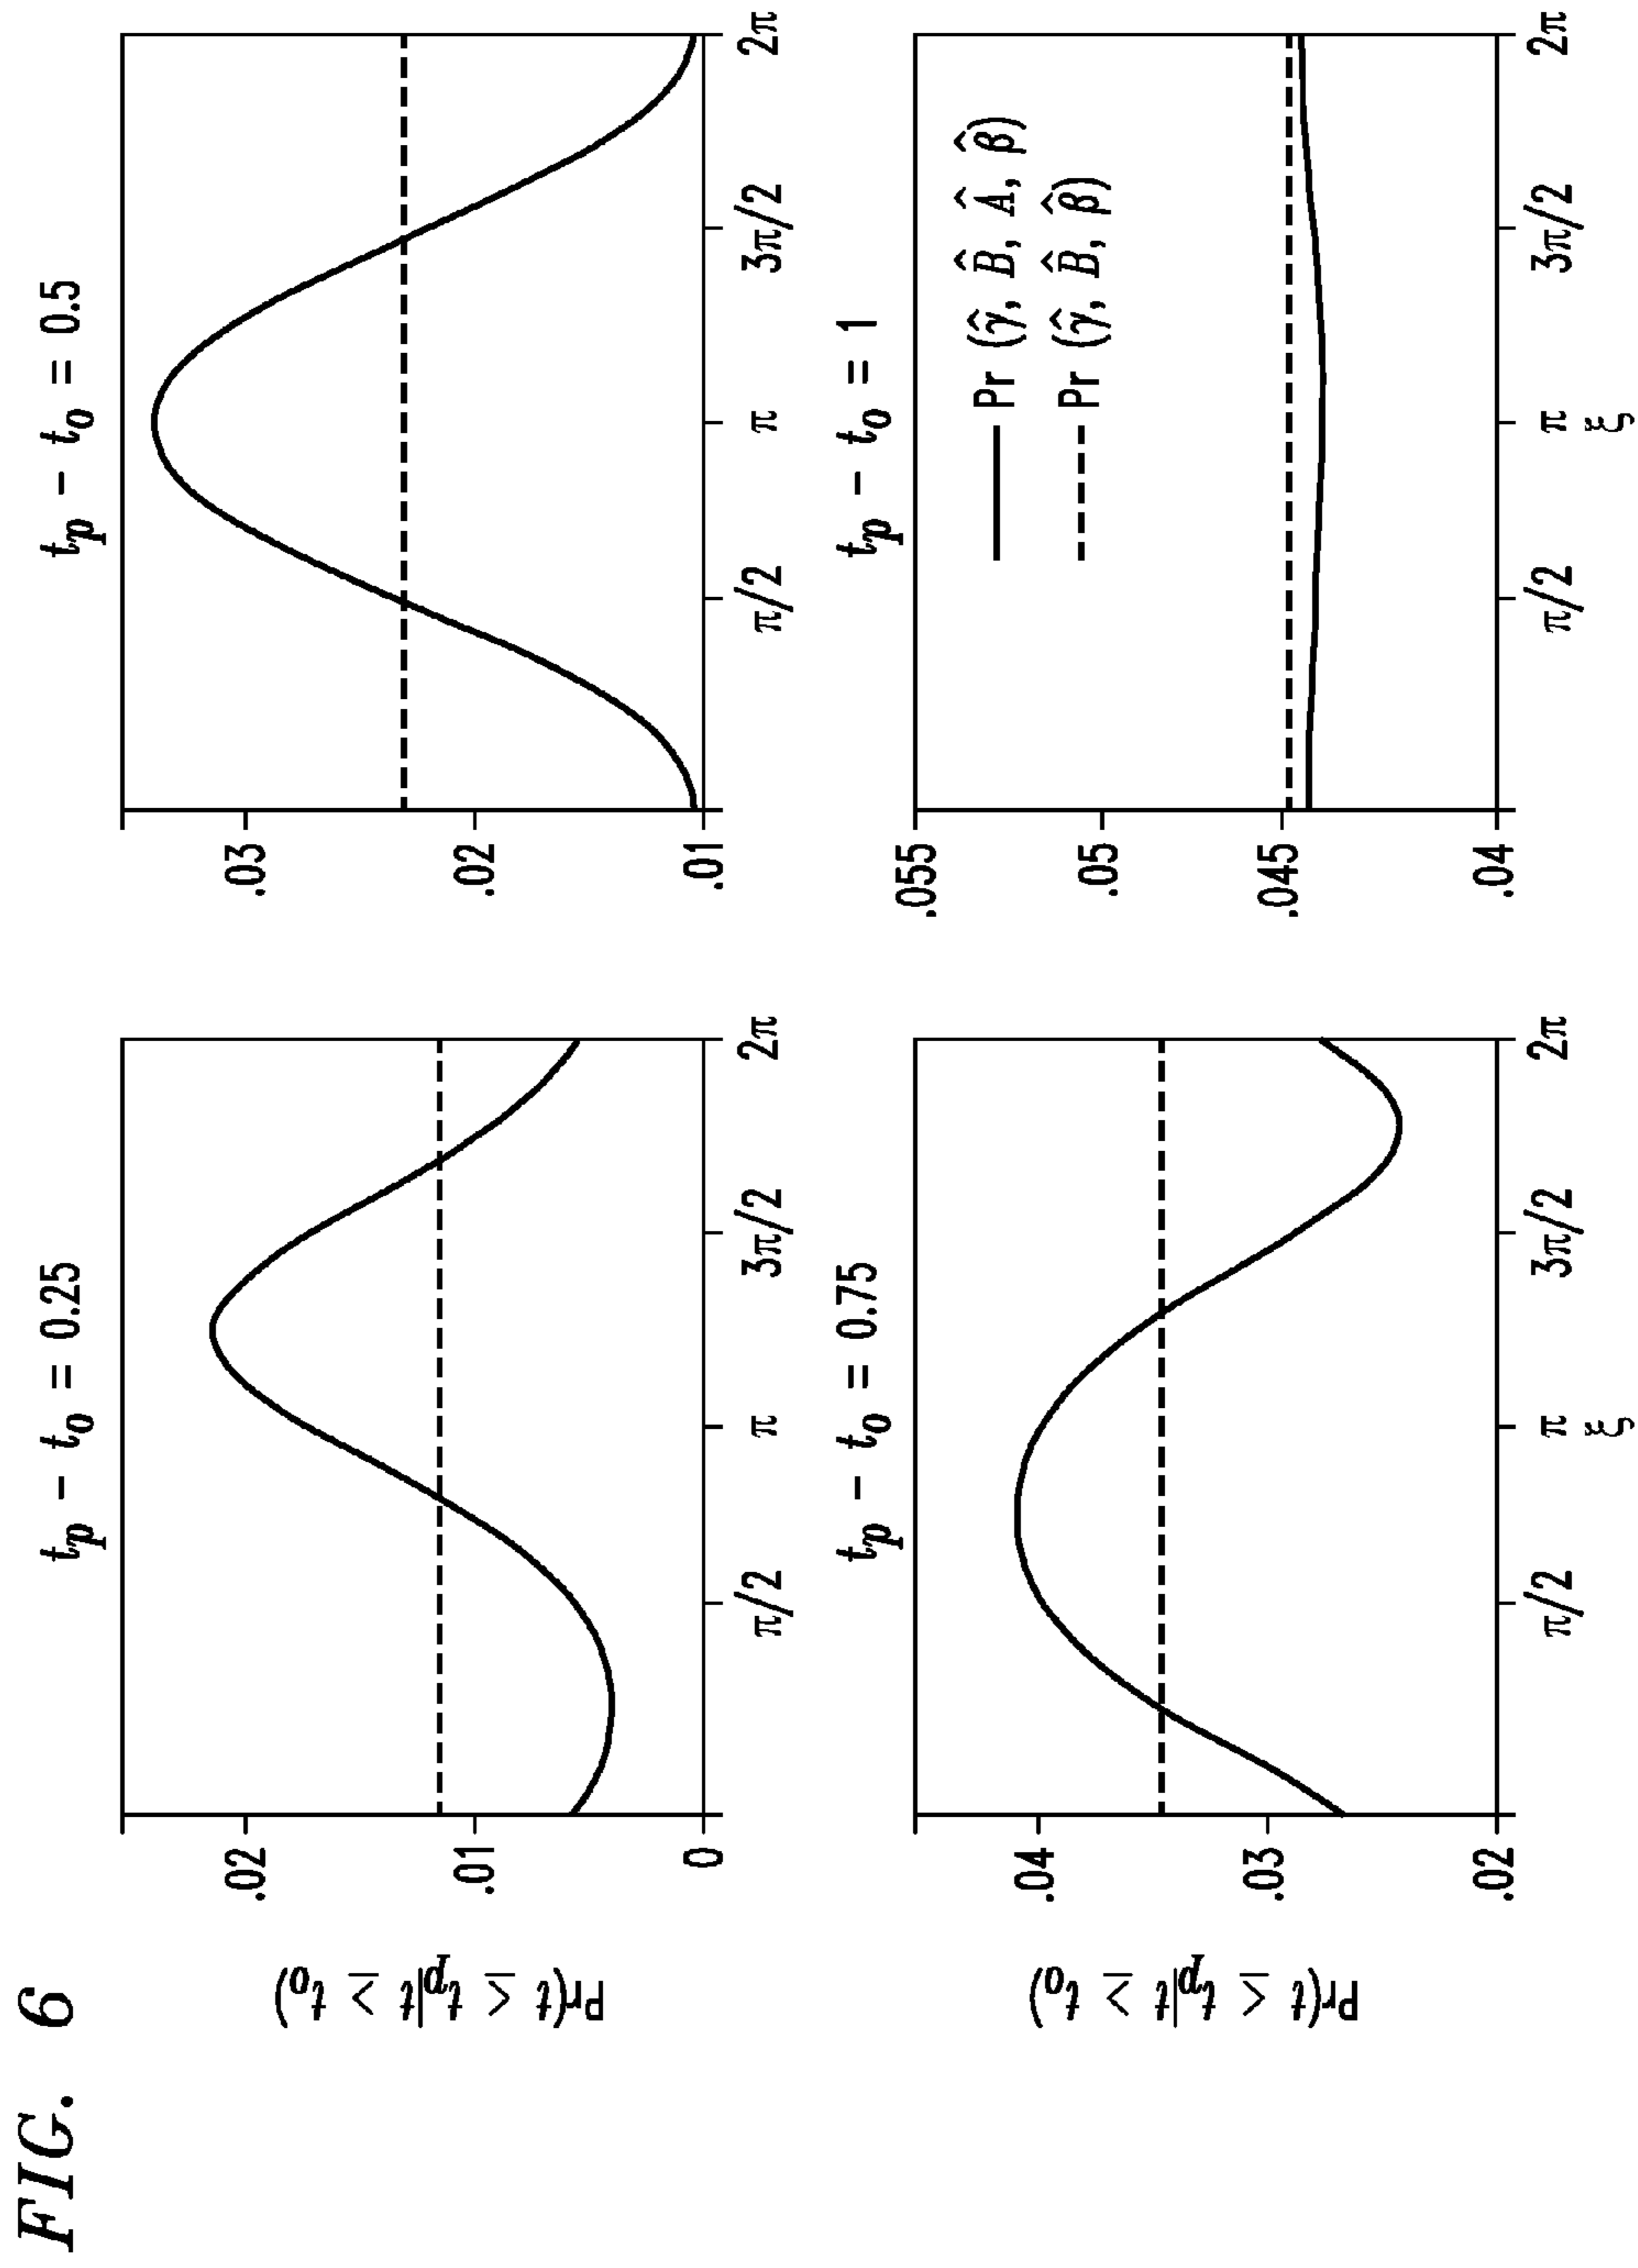 FIG. 6
t_p – t_o = 0.25
Pr(t ≤ t_p|t ≥ t_o)
.02
.01
0
π/2
π
3π/2
2π
t_p – t_o = 0.5
.03
.02
.01
π/2
π
3π/2
2π
t_p – t_o = 0.75
Pr(t ≤ t_p|t ≥ t_o)
.04
.03
.02
π/2
π
3π/2
2π
ξ
t_p – t_o = 1
.055
.05
.045
.04
Pr (γ̂, B̂, Â, β̂)
Pr (γ̂, B̂, β̂)
π/2
π
3π/2
2π
ξ